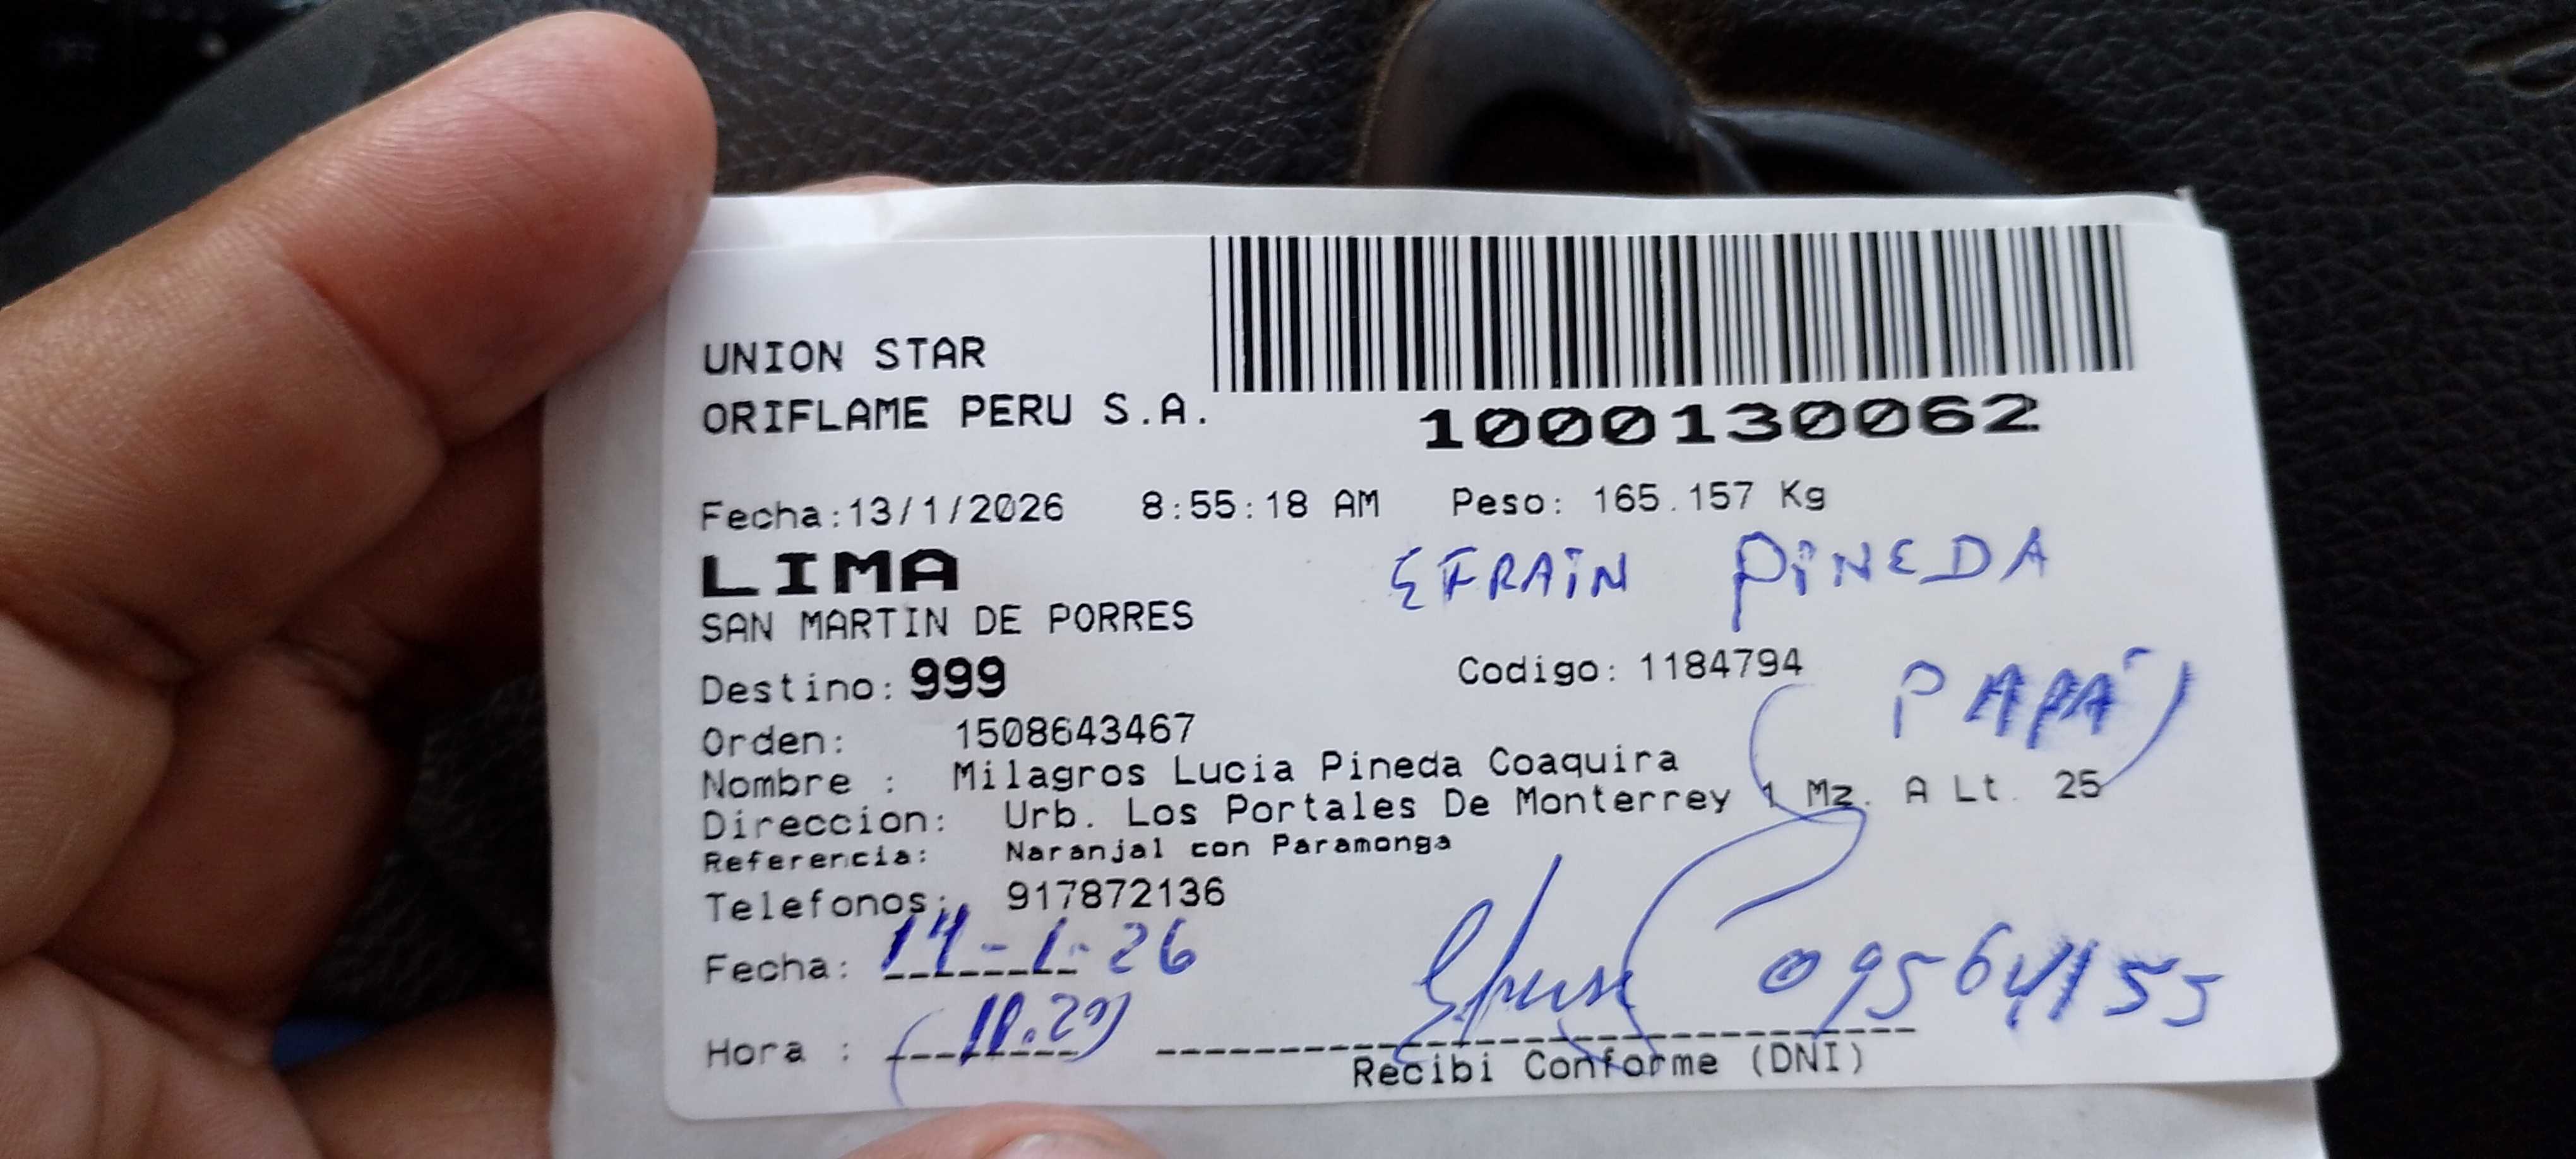 UNION STAR
ORIFLAME PERU S.A.
1000130062
Fecha:13/1/2026 8:55:18 AM Peso: 165.157 Kg
LIMA
EFRAIN PINEDA
SAN MARTIN DE PORRES
Destino: 999 Codigo: 1184794
(PAPÁ)
Orden: 1508643467
Nombre : Milagros Lucia Pineda Coaquira
Direccion: Urb. Los Portales De Monterrey 1 Mz. A Lt. 25
Referencia: Naranjal con Paramonga
Telefonos: 917872136
Fecha: 14-1-26
09564155
Hora : (11.20)
Recibi Conforme (DNI)